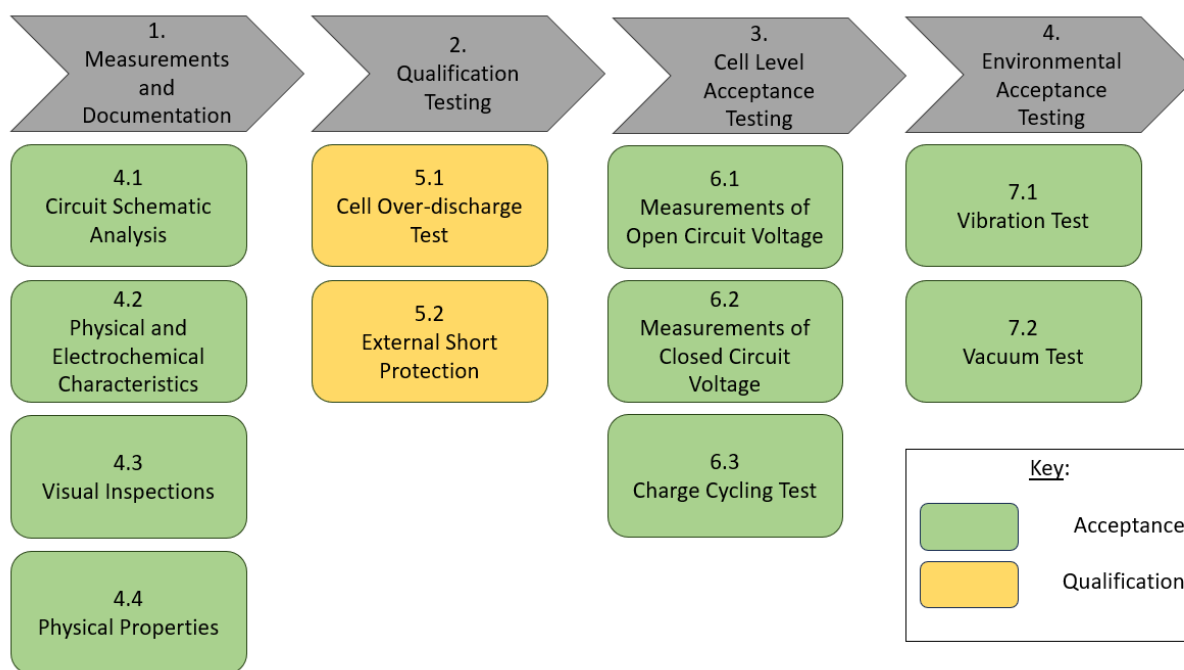 1.
Measurements
and
Documentation
2.
Qualification
Testing
3.
Cell Level
Acceptance
Testing
4.
Environmental
Acceptance
Testing
4.1
Circuit Schematic
Analysis
4.2
Physical and
Electrochemical
Characteristics
4.3
Visual Inspections
4.4
Physical Properties
5.1
Cell Over-discharge
Test
5.2
External Short
Protection
6.1
Measurements of
Open Circuit Voltage
6.2
Measurements of
Closed Circuit
Voltage
6.3
Charge Cycling Test
7.1
Vibration Test
7.2
Vacuum Test
Key:
Acceptance
Qualification